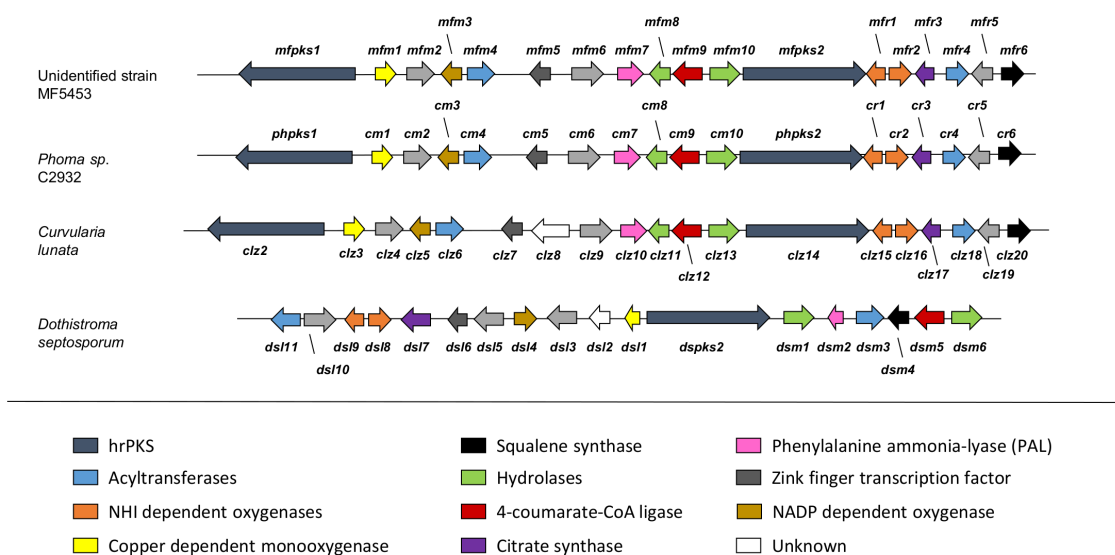 mfm3 mfm8 mfr1 mfr3 mfr5
mfpks1 mfm1 mfm2 mfm4 mfm5 mfm6 mfm7 mfm9 mfm10 mfpks2 mfr2 mfr4 mfr6
Unidentified strain
MF5453
cm3 cm8 cr1 cr3 cr5
phpks1 cm1 cm2 cm4 cm5 cm6 cm7 cm9 cm10 phpks2 cr2 cr4 cr6
Phoma sp.
C2932
Curvularia
lunata
clz2 clz3 clz4 clz5 clz6 clz7 clz8 clz9 clz10 clz11 clz13 clz14 clz15 clz16 clz18 clz20
clz12 clz17 clz19
Dothistroma
septosporum
dsl11 dsl9 dsl8 dsl7 dsl6 dsl5 dsl4 dsl3 dsl2 dsl1 dspks2 dsm1 dsm2 dsm3 dsm5 dsm6
dsl10 dsm4
hrPKS Squalene synthase Phenylalanine ammonia-lyase (PAL)
Acyltransferases Hydrolases Zink finger transcription factor
NHI dependent oxygenases 4-coumarate-CoA ligase NADP dependent oxygenase
Copper dependent monooxygenase Citrate synthase Unknown